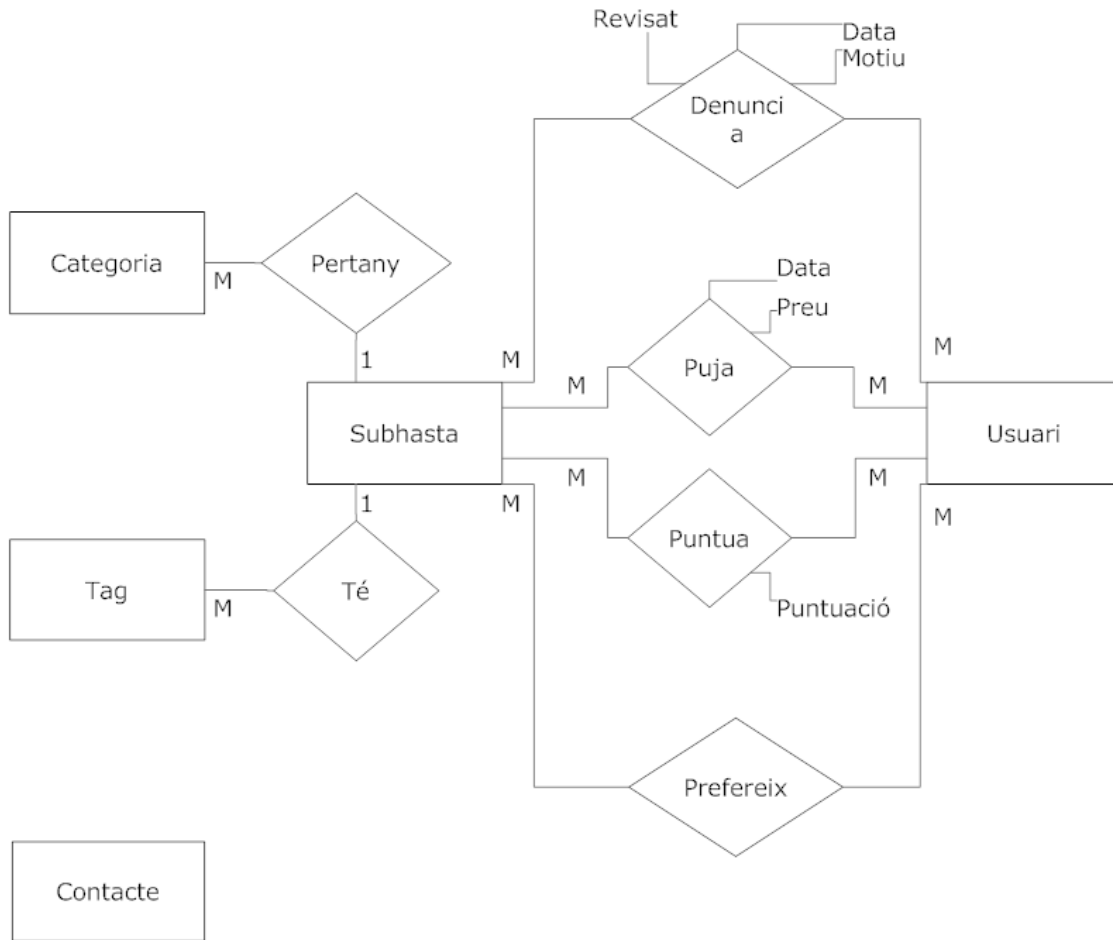 Revisat
Data
Motiu
Denunci
a
Categoria
M
Pertany
1
Data
Preu
Puja
M
M
M
M
Subhasta
Usuari
M
M
M
M
1
Puntua
Puntuació
Tag
M
Té
Prefereix
Contacte